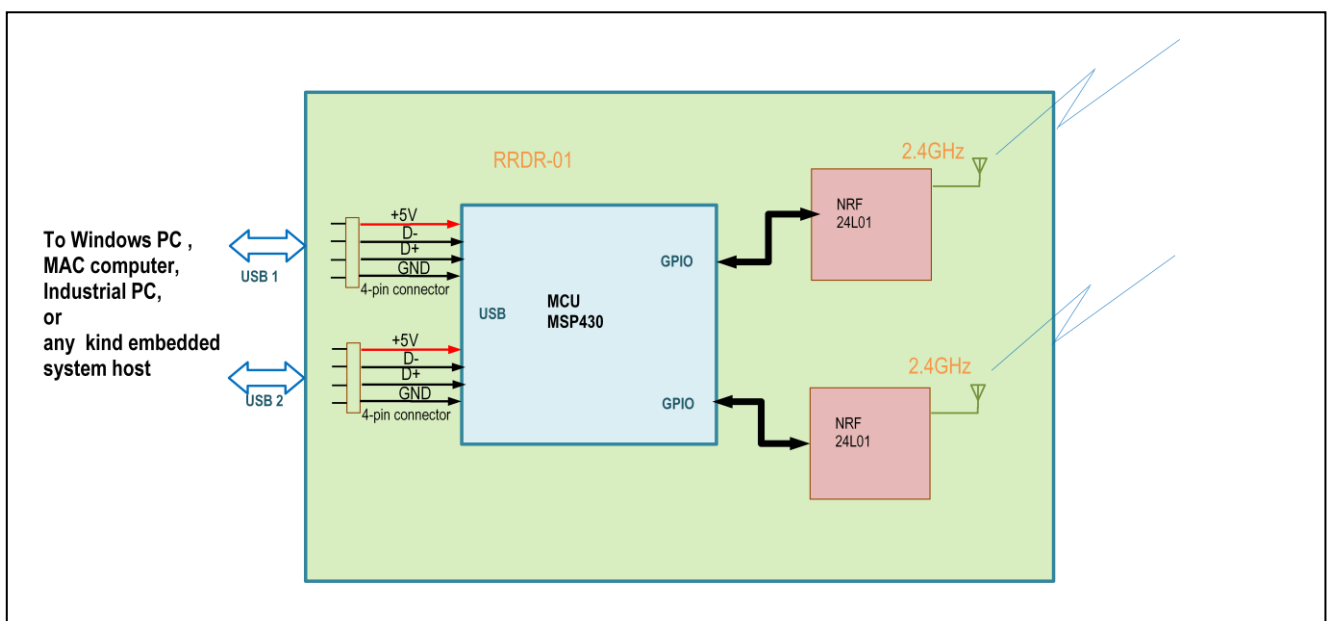 RRDR-01
2.4GHz
NRF
24L01
+5V
D-
D+
GND
4-pin connector
To Windows PC ,
MAC computer,
Industrial PC,
or
any kind embedded
system host
USB 1
USB 2
USB
MCU
MSP430
GPIO
GPIO
+5V
D-
D+
GND
4-pin connector
2.4GHz
NRF
24L01